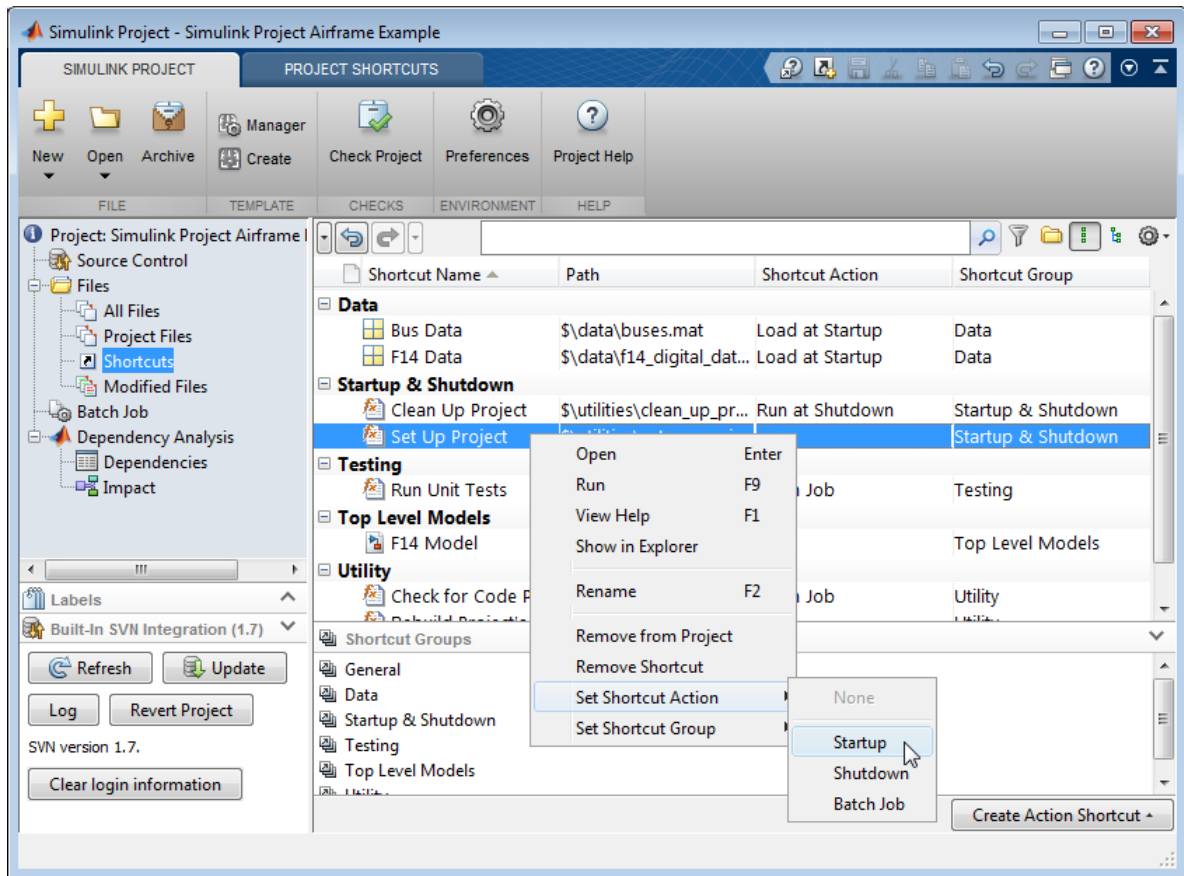 Simulink Project - Simulink Project Airframe Example
SIMULINK PROJECT PROJECT SHORTCUTS
New Open Archive Manager Create Check Project Preferences Project Help
FILE TEMPLATE CHECKS ENVIRONMENT HELP
Project: Simulink Project Airframe
Source Control
Files
All Files
Project Files
Shortcuts
Modified Files
Batch Job
Dependency Analysis
Dependencies
Impact
Labels
Built-In SVN Integration (1.7)
Refresh Update
Log Revert Project
SVN version 1.7.
Clear login information
Shortcut Name Path Shortcut Action Shortcut Group
Data
Bus Data $\data\buses.mat Load at Startup Data
F14 Data $\data\f14_digital_dat... Load at Startup Data
Startup & Shutdown
Clean Up Project $\utilities\clean_up_pr... Run at Shutdown Startup & Shutdown
Set Up Project Startup & Shutdown
Testing
Run Unit Tests Job Testing
Top Level Models
F14 Model Top Level Models
Utility
Check for Code Job Utility
Shortcut Groups
General
Data
Startup & Shutdown
Testing
Top Level Models
Utility
Open Enter
Run F9
View Help F1
Show in Explorer
Rename F2
Remove from Project
Remove Shortcut
Set Shortcut Action
Set Shortcut Group
None
Startup
Shutdown
Batch Job
Create Action Shortcut